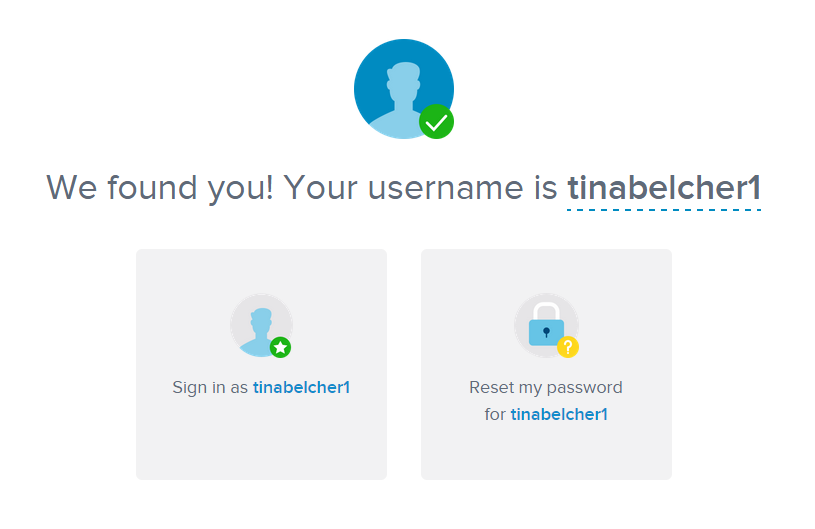 We found you! Your username is tinabelcher1
Sign in as tinabelcher1
Reset my password
for tinabelcher1